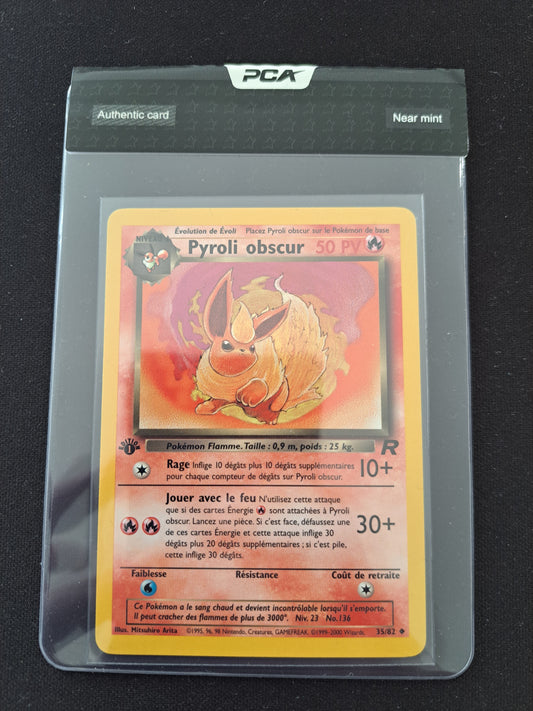 PCA
Authentic card
Near mint
NIVEAU 1
Évolution de Évoli Placez Pyroli obscur sur le Pokémon de base
Pyroli obscur 50 PV
EDITION
1
Pokémon Flamme. Taille : 0,9 m, poids : 25 kg.
R
Rage Inflige 10 dégâts plus 10 dégâts supplémentaires
pour chaque compteur de dégâts sur Pyroli obscur.
10+
Jouer avec le feu N'utilisez cette attaque
que si des cartes Énergie sont attachées à Pyroli
obscur. Lancez une pièce. Si c'est face, défaussez une
de ces cartes Énergie et cette attaque inflige 30
dégâts plus 20 dégâts supplémentaires ; si c'est pile,
cette inflige 30 dégâts.
30+
Faiblesse Résistance Coût de retraite
Ce Pokémon a le sang chaud et devient incontrôlable lorsqu'il s'emporte.
Il peut cracher des flammes de plus de 3000°. Niv. 23 No.136
Illus. Mitsuhiro Arita ©1995, 96, 98 Nintendo, Creatures, GAMEFREAK. ©1999-2000 Wizards. 35/82